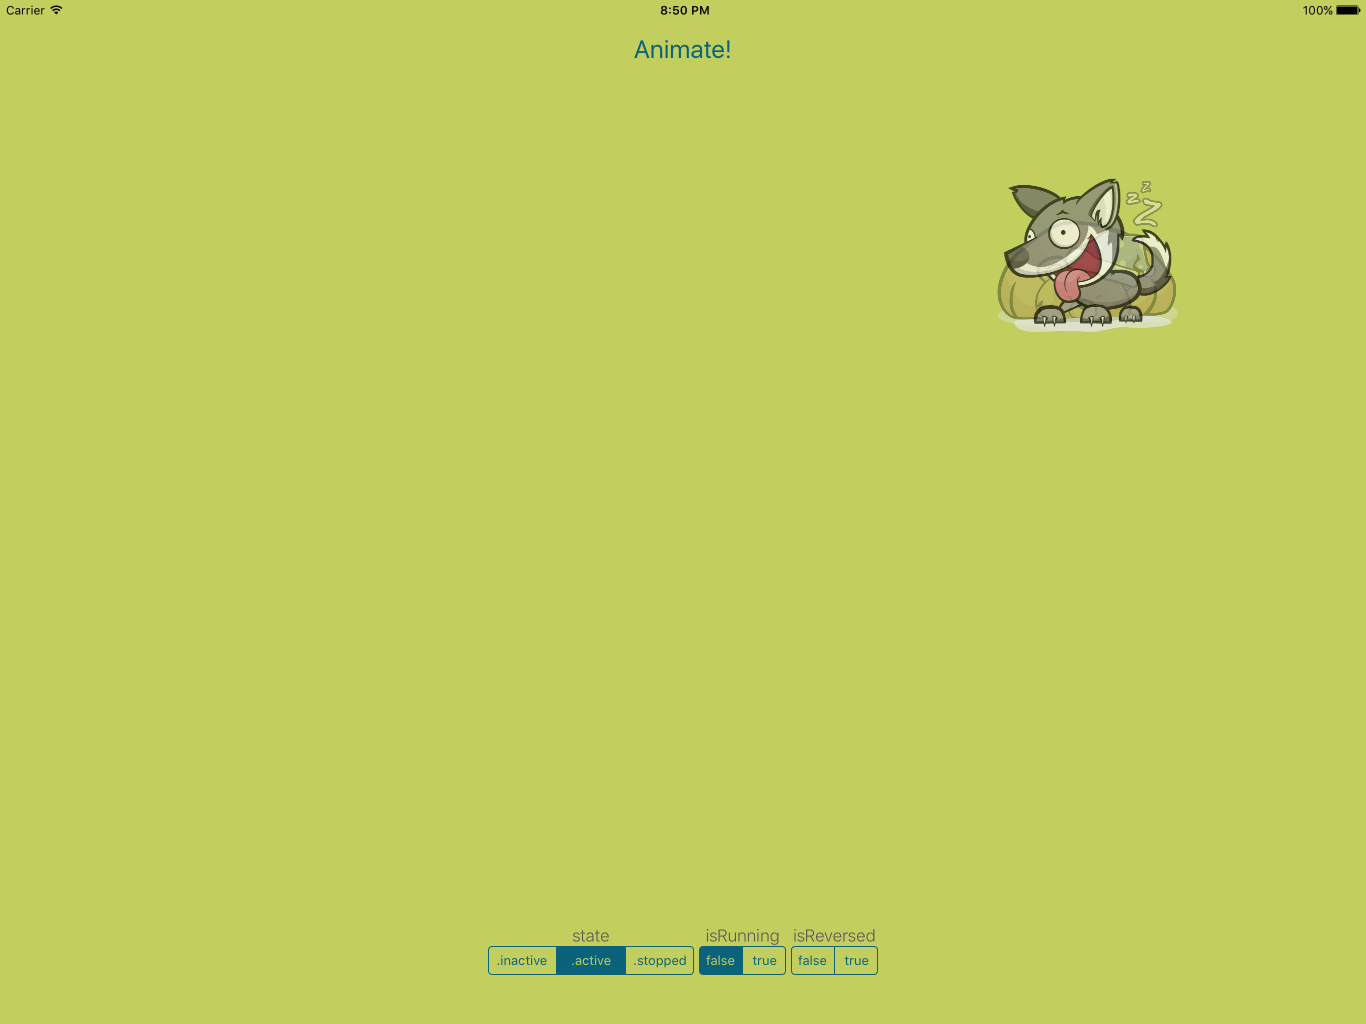 Carrier 8:50 PM 100%
Animate!
z
z
Z
state isRunning isReversed
.inactive .active .stopped false true false true